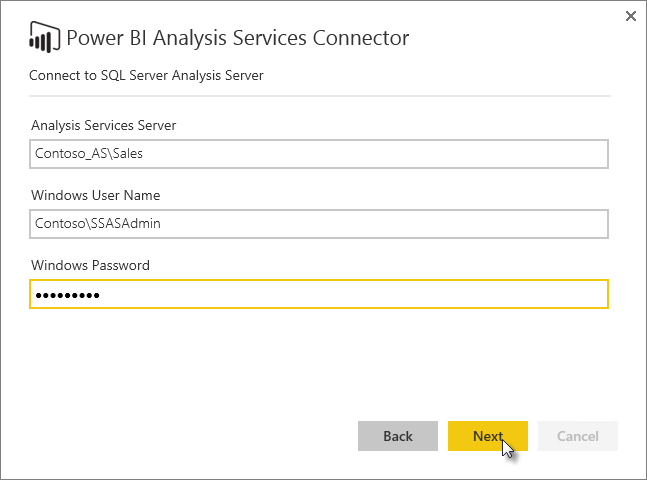 Power BI Analysis Services Connector
Connect to SQL Server Analysis Server
Analysis Services Server
Contoso_AS\Sales
Windows User Name
Contoso\SSASAdmin
Windows Password
●●●●●●●●●
Back Next Cancel